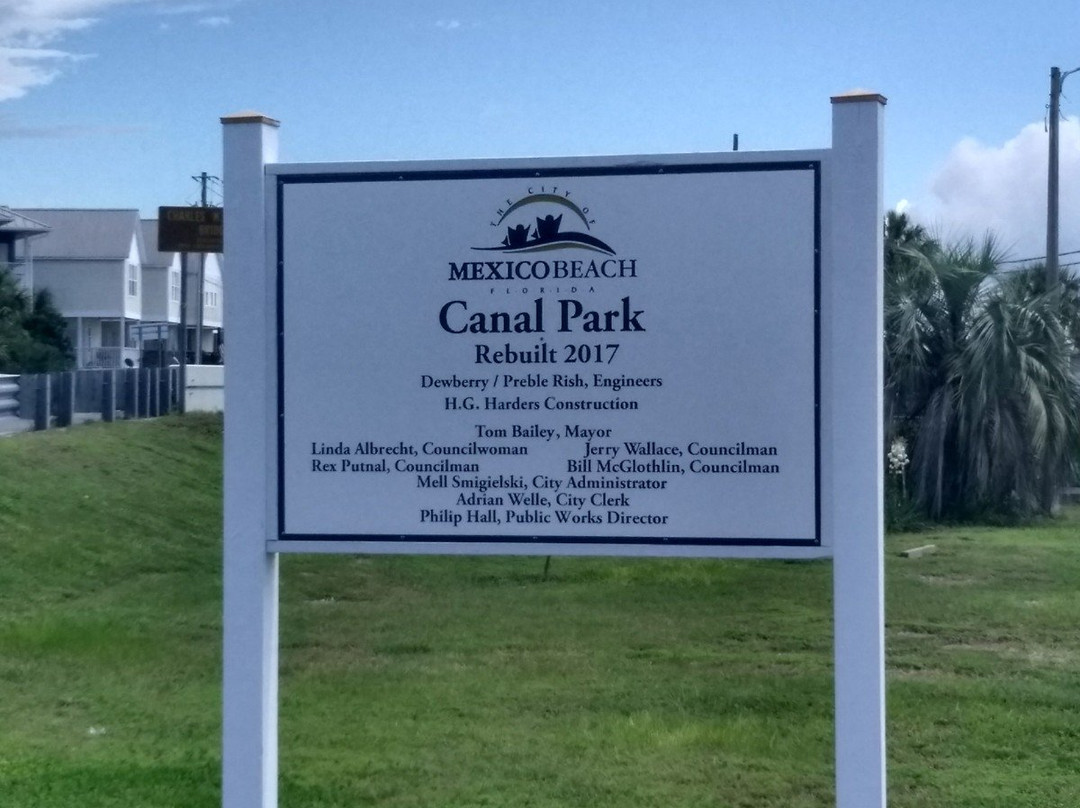 CHARLES
THE CITY OF
MEXICO BEACH
FLORIDA
Canal Park
Rebuilt 2017
Dewberry / Preble Rish, Engineers
H.G. Harders Construction
Tom Bailey, Mayor
Linda Albrecht, Councilwoman Jerry Wallace, Councilman
Rex Putnal, Councilman Bill McGlothlin, Councilman
Mell Smigielski, City Administrator
Adrian Welle, City Clerk
Philip Hall, Public Works Director